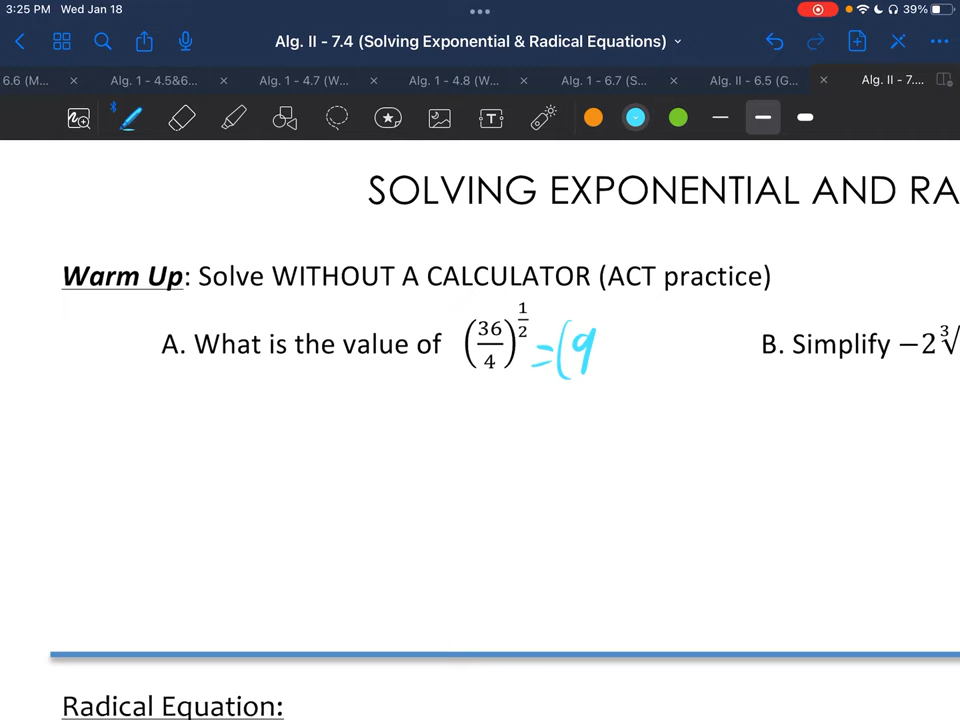 3:25 PM Wed Jan 18 39%
Alg. II - 7.4 (Solving Exponential & Radical Equations)
6.6 (M... Alg. 1 - 4.5&6... Alg. 1 - 4.7 (W... Alg. 1 - 4.8 (W... Alg. 1 - 6.7 (S... Alg. II - 6.5 (G... Alg. II - 7....
SOLVING EXPONENTIAL AND RA
Warm Up: Solve WITHOUT A CALCULATOR (ACT practice)
A. What is the value of (36/4)^(1/2) = (9
B. Simplify −2∛
Radical Equation: